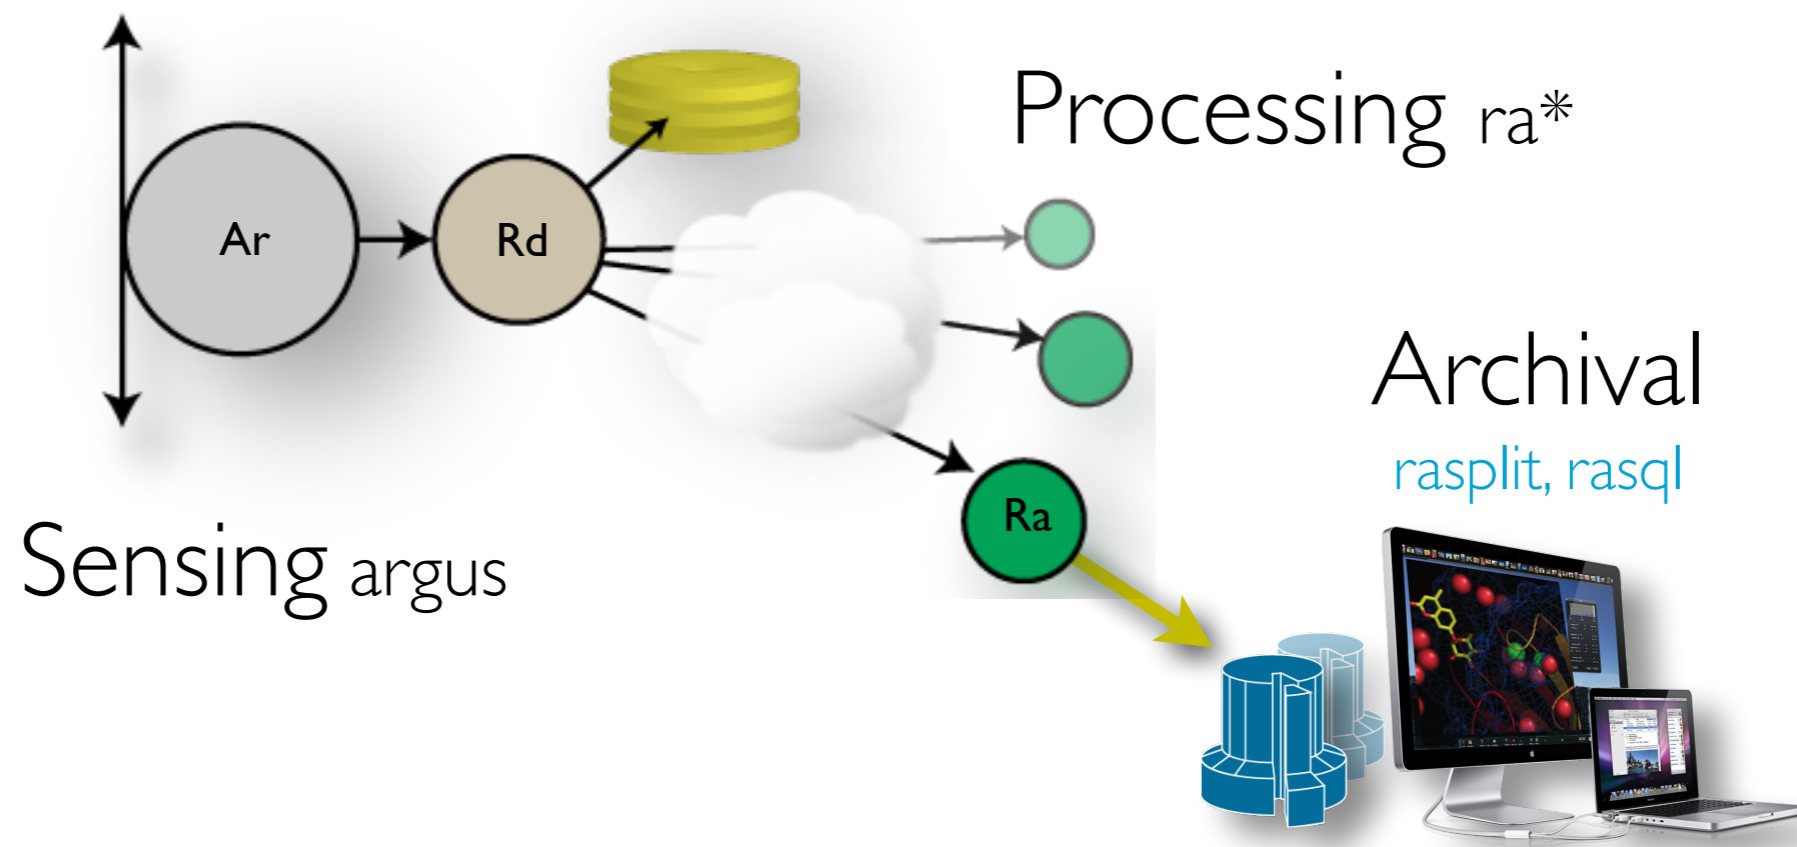 Processing ra*
Ar
Rd
Archival
rasplit, rasql
Ra
Sensing argus